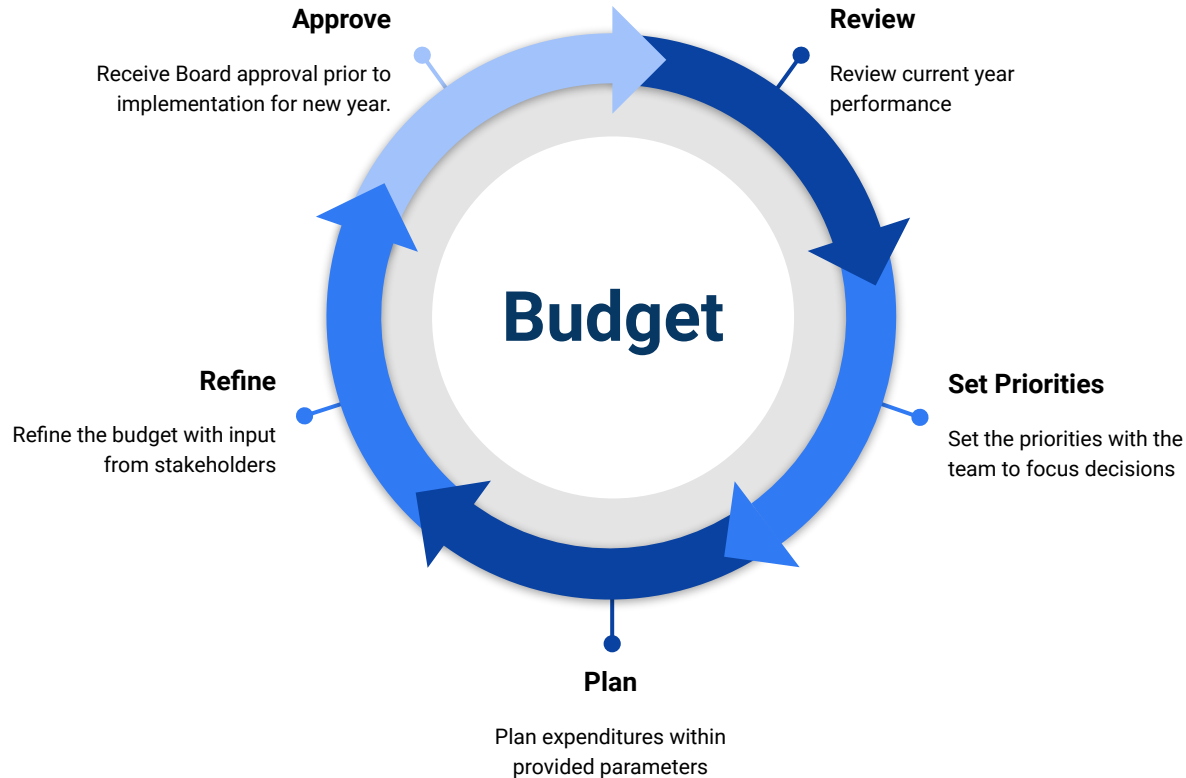 Approve
Receive Board approval prior to
implementation for new year.
Review
Review current year
performance
Budget
Set Priorities
Set the priorities with the
team to focus decisions
Plan
Plan expenditures within
provided parameters
Refine
Refine the budget with input
from stakeholders